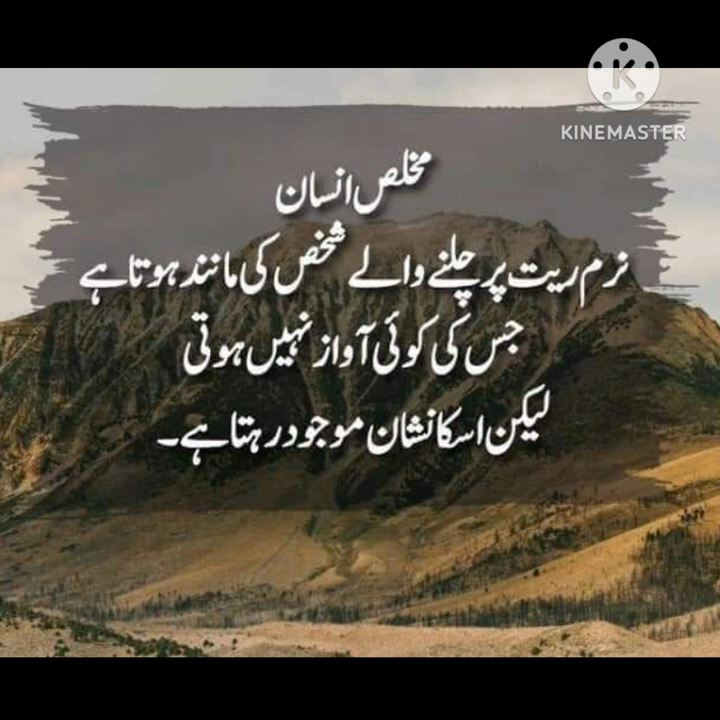 KINEMASTER
مخلص انسان
نرم ریت پر چلنے والے شخص کی مانند ہوتا ہے
جس کی کوئی آواز نہیں ہوتی
لیکن اسکا نشان موجود رہتا ہے۔